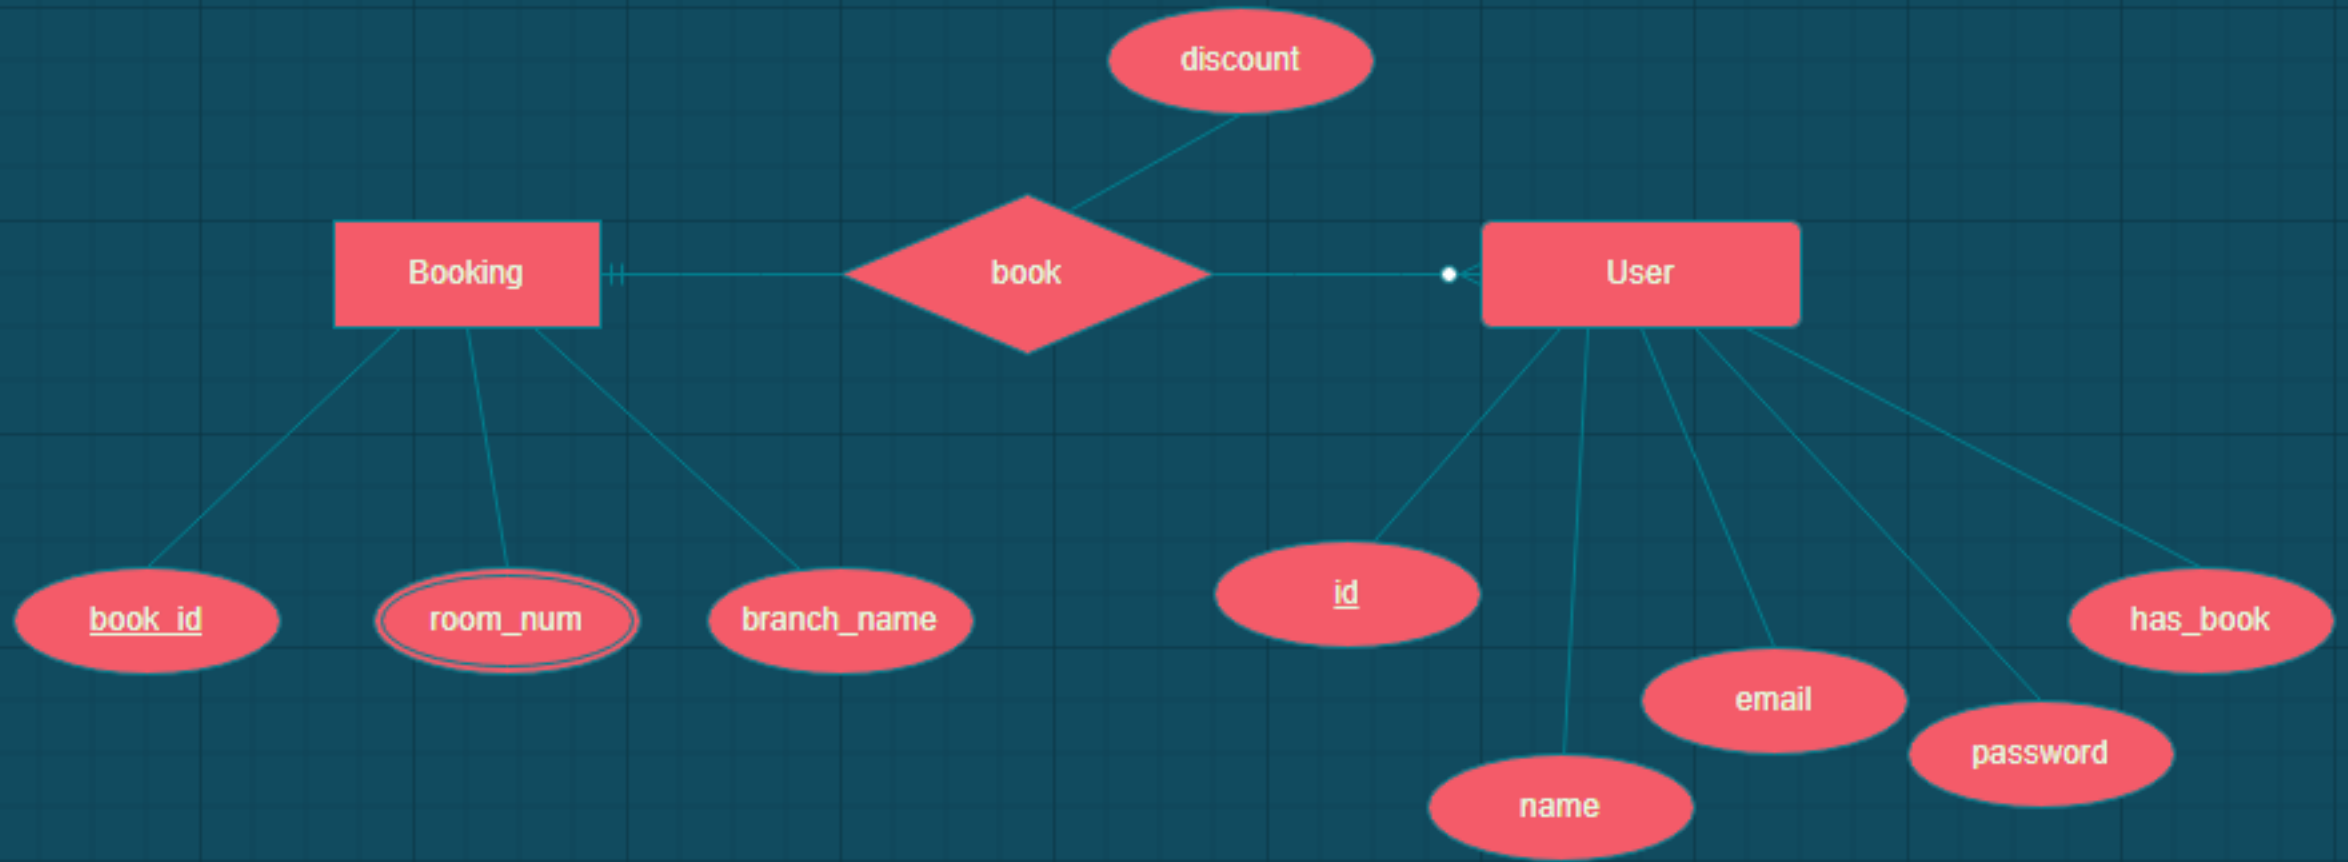 discount
Booking
book
User
book_id
room_num
branch_name
id
has_book
email
password
name